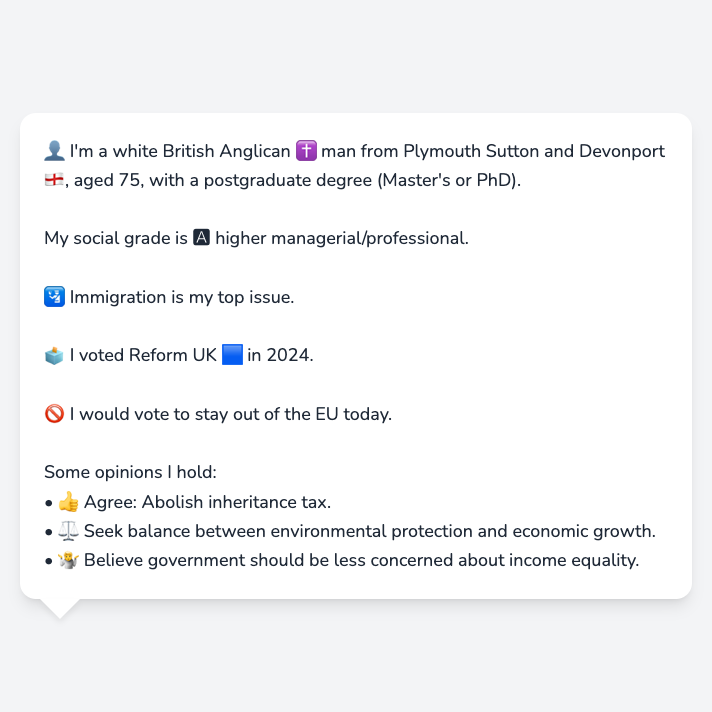 👤 I'm a white British Anglican ✝️ man from Plymouth Sutton and Devonport
🏴󠁧󠁢󠁥󠁮󠁧󠁿, aged 75, with a postgraduate degree (Master's or PhD).
My social grade is 🅰 higher managerial/professional.
🛂 Immigration is my top issue.
🗳️ I voted Reform UK 🟦 in 2024.
🚫 I would vote to stay out of the EU today.
Some opinions I hold:
• 👍 Agree: Abolish inheritance tax.
• ⚖️ Seek balance between environmental protection and economic growth.
• 🤷 Believe government should be less concerned about income equality.